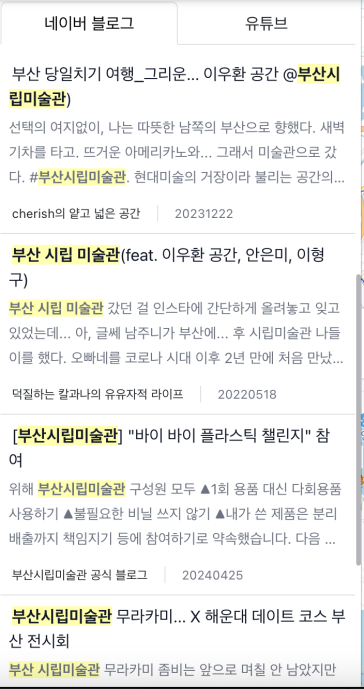 네이버 블로그
유튜브
부산 당일치기 여행_그리운... 이우환 공간 @부산시
립미술관)
선택의 여지없이, 나는 따뜻한 남쪽의 부산으로 향했다. 새벽
기차를 타고. 뜨거운 아메리카노와... 그래서 미술관으로 갔
다. #부산시립미술관. 현대미술의 거장이라 불리는 공간의...
cherish의 얕고 넓은 공간
20231222
부산 시립 미술관(feat. 이우환 공간, 안은미, 이형
구)
부산 시립 미술관 갔던 걸 인스타에 간단하게 올려놓고 잊고
있었는데... 아, 글쎄 남주니가 부산에... 후 시립미술관 나들
이를 했다. 오빠네를 코로나 시대 이후 2년 만에 처음 만났...
덕질하는 칼과나의 유유자적 라이프
20220518
[부산시립미술관] "바이 바이 플라스틱 챌린지" 참
여
위해 부산시립미술관 구성원 모두 ▲1회 용품 대신 다회용품
사용하기 ▲불필요한 비닐 쓰지 않기 ▲내가 쓴 제품은 분리
배출까지 책임지기 등에 참여하기로 약속했습니다. 다음 ...
부산시립미술관 공식 블로그
20240425
부산시립미술관 무라카미... X 해운대 데이트 코스 부
산 전시회
부산시립미술관 무라카미 좀비는 앞으로 며칠 안 남았지만